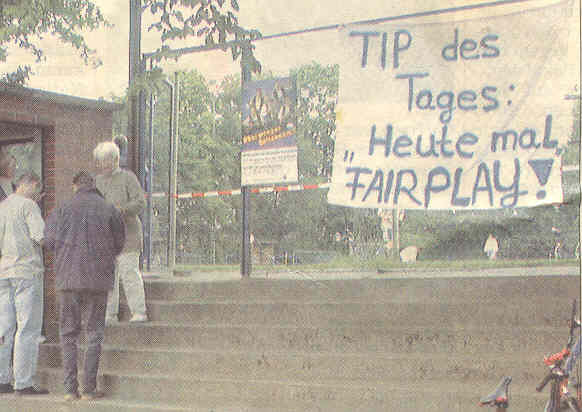 TIP des
Tages:
„Heute mal
FAIRPLAY!"